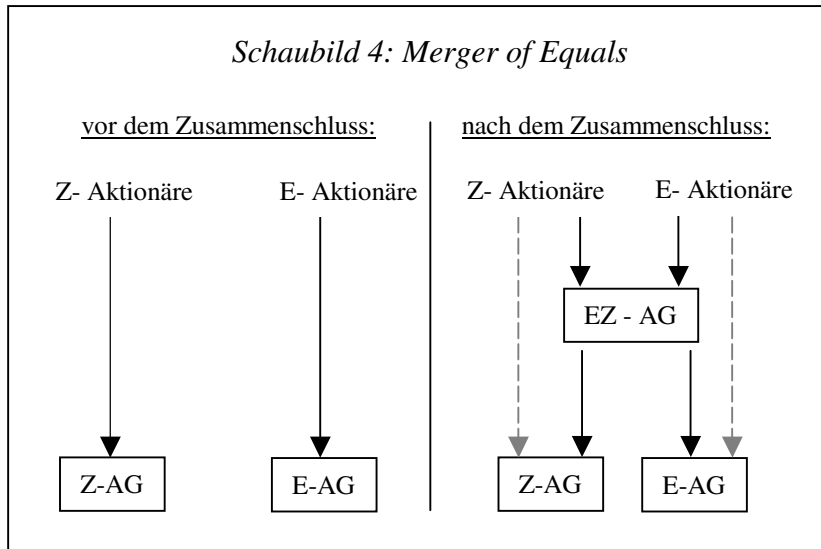 Schaubild 4: Merger of Equals
vor dem Zusammenschluss:
Z- Aktionäre E- Aktionäre
Z-AG E-AG
nach dem Zusammenschluss:
Z- Aktionäre E- Aktionäre
EZ - AG
Z-AG E-AG